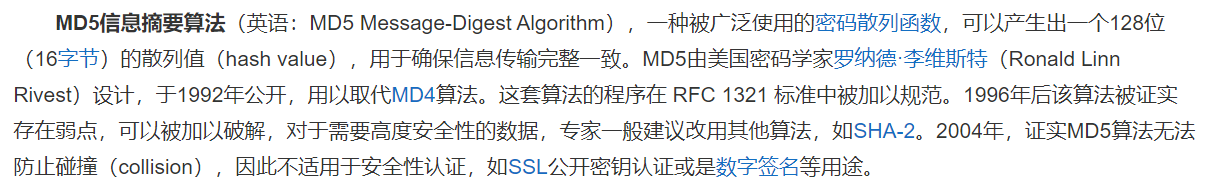 MD5信息摘要算法（英语：MD5 Message-Digest Algorithm），一种被广泛使用的密码散列函数，可以产生出一个128位
（16字节）的散列值（hash value），用于确保信息传输完整一致。MD5由美国密码学家罗纳德·李维斯特（Ronald Linn
Rivest）设计，于1992年公开，用以取代MD4算法。这套算法的程序在 RFC 1321 标准中被加以规范。1996年后该算法被证实
存在弱点，可以被加以破解，对于需要高度安全性的数据，专家一般建议改用其他算法，如SHA-2。2004年，证实MD5算法无法
防止碰撞（collision），因此不适用于安全性认证，如SSL公开密钥认证或是数字签名等用途。